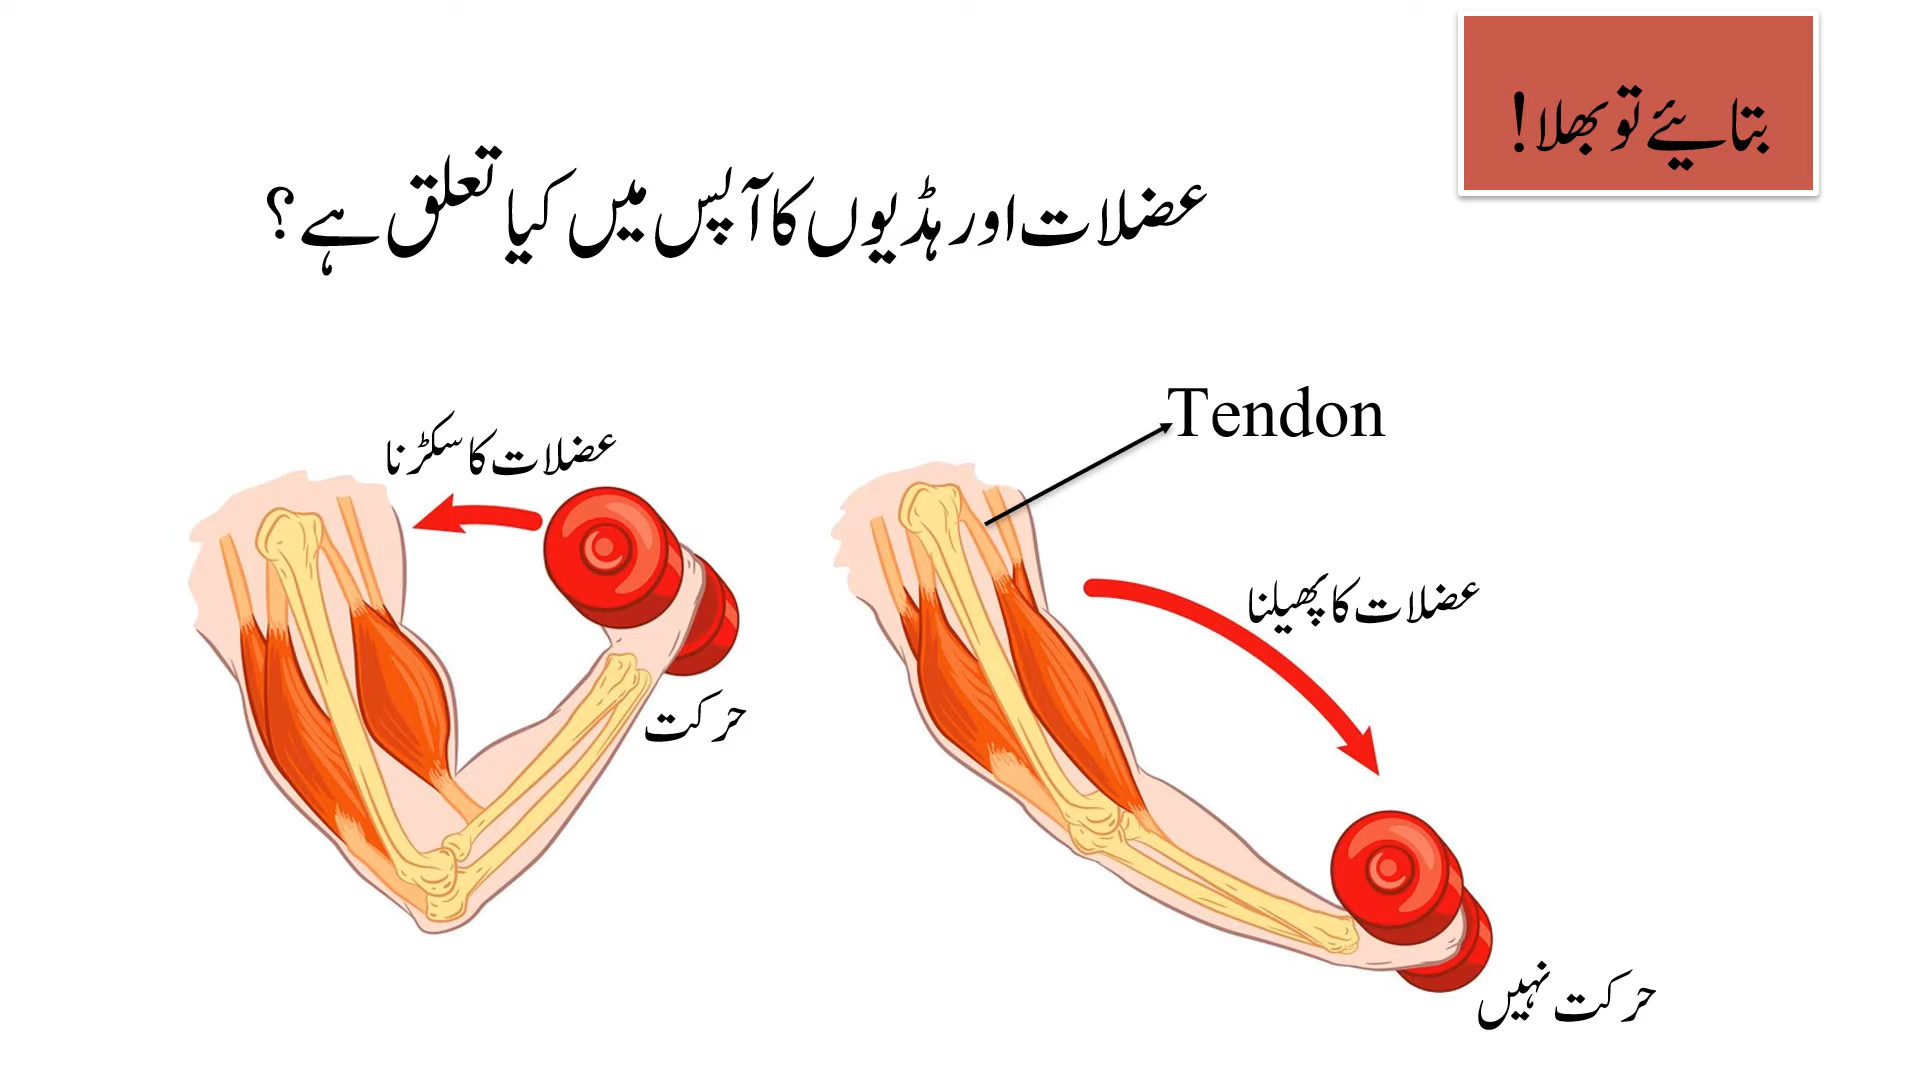 بتایئے تو بھلا!
عضلات اور ہڈیوں کا آپس میں کیا تعلق ہے؟
Tendon
عضلات کا سکڑنا
عضلات کا پھیلنا
حرکت
حرکت نہیں